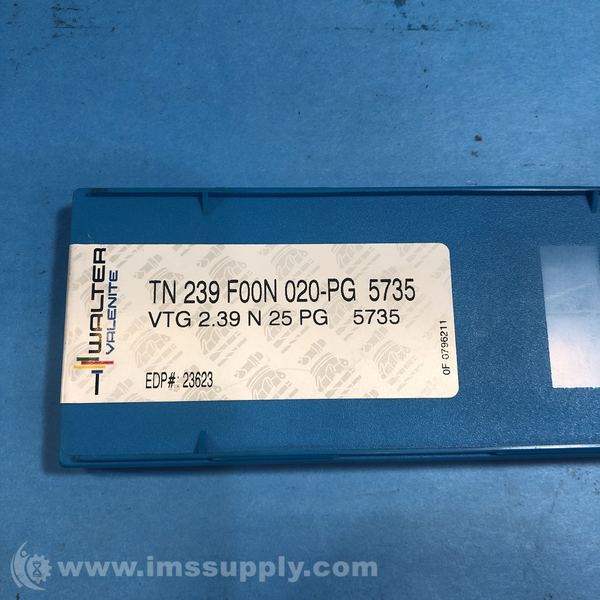 WALTER
VALENITE
TN 239 F00N 020-PG 5735
VTG 2.39 N 25 PG 5735
EDP#: 23623
0F 0796211
© www.imssupply.com